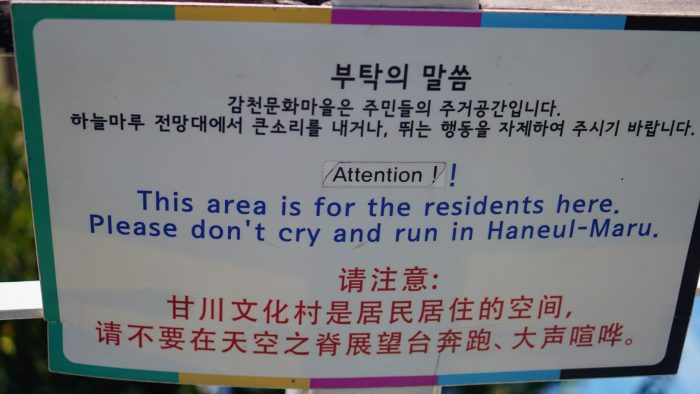 부탁의 말씀
감천문화마을은 주민들의 주거공간입니다.
하늘마루 전망대에서 큰소리를 내거나, 뛰는 행동을 자제하여 주시기 바랍니다.
Attention ! !
This area is for the residents here.
Please don't cry and run in Haneul-Maru.
请注意:
甘川文化村是居民居住的空间,
请不要在天空之脊展望台奔跑、大声喧哗。